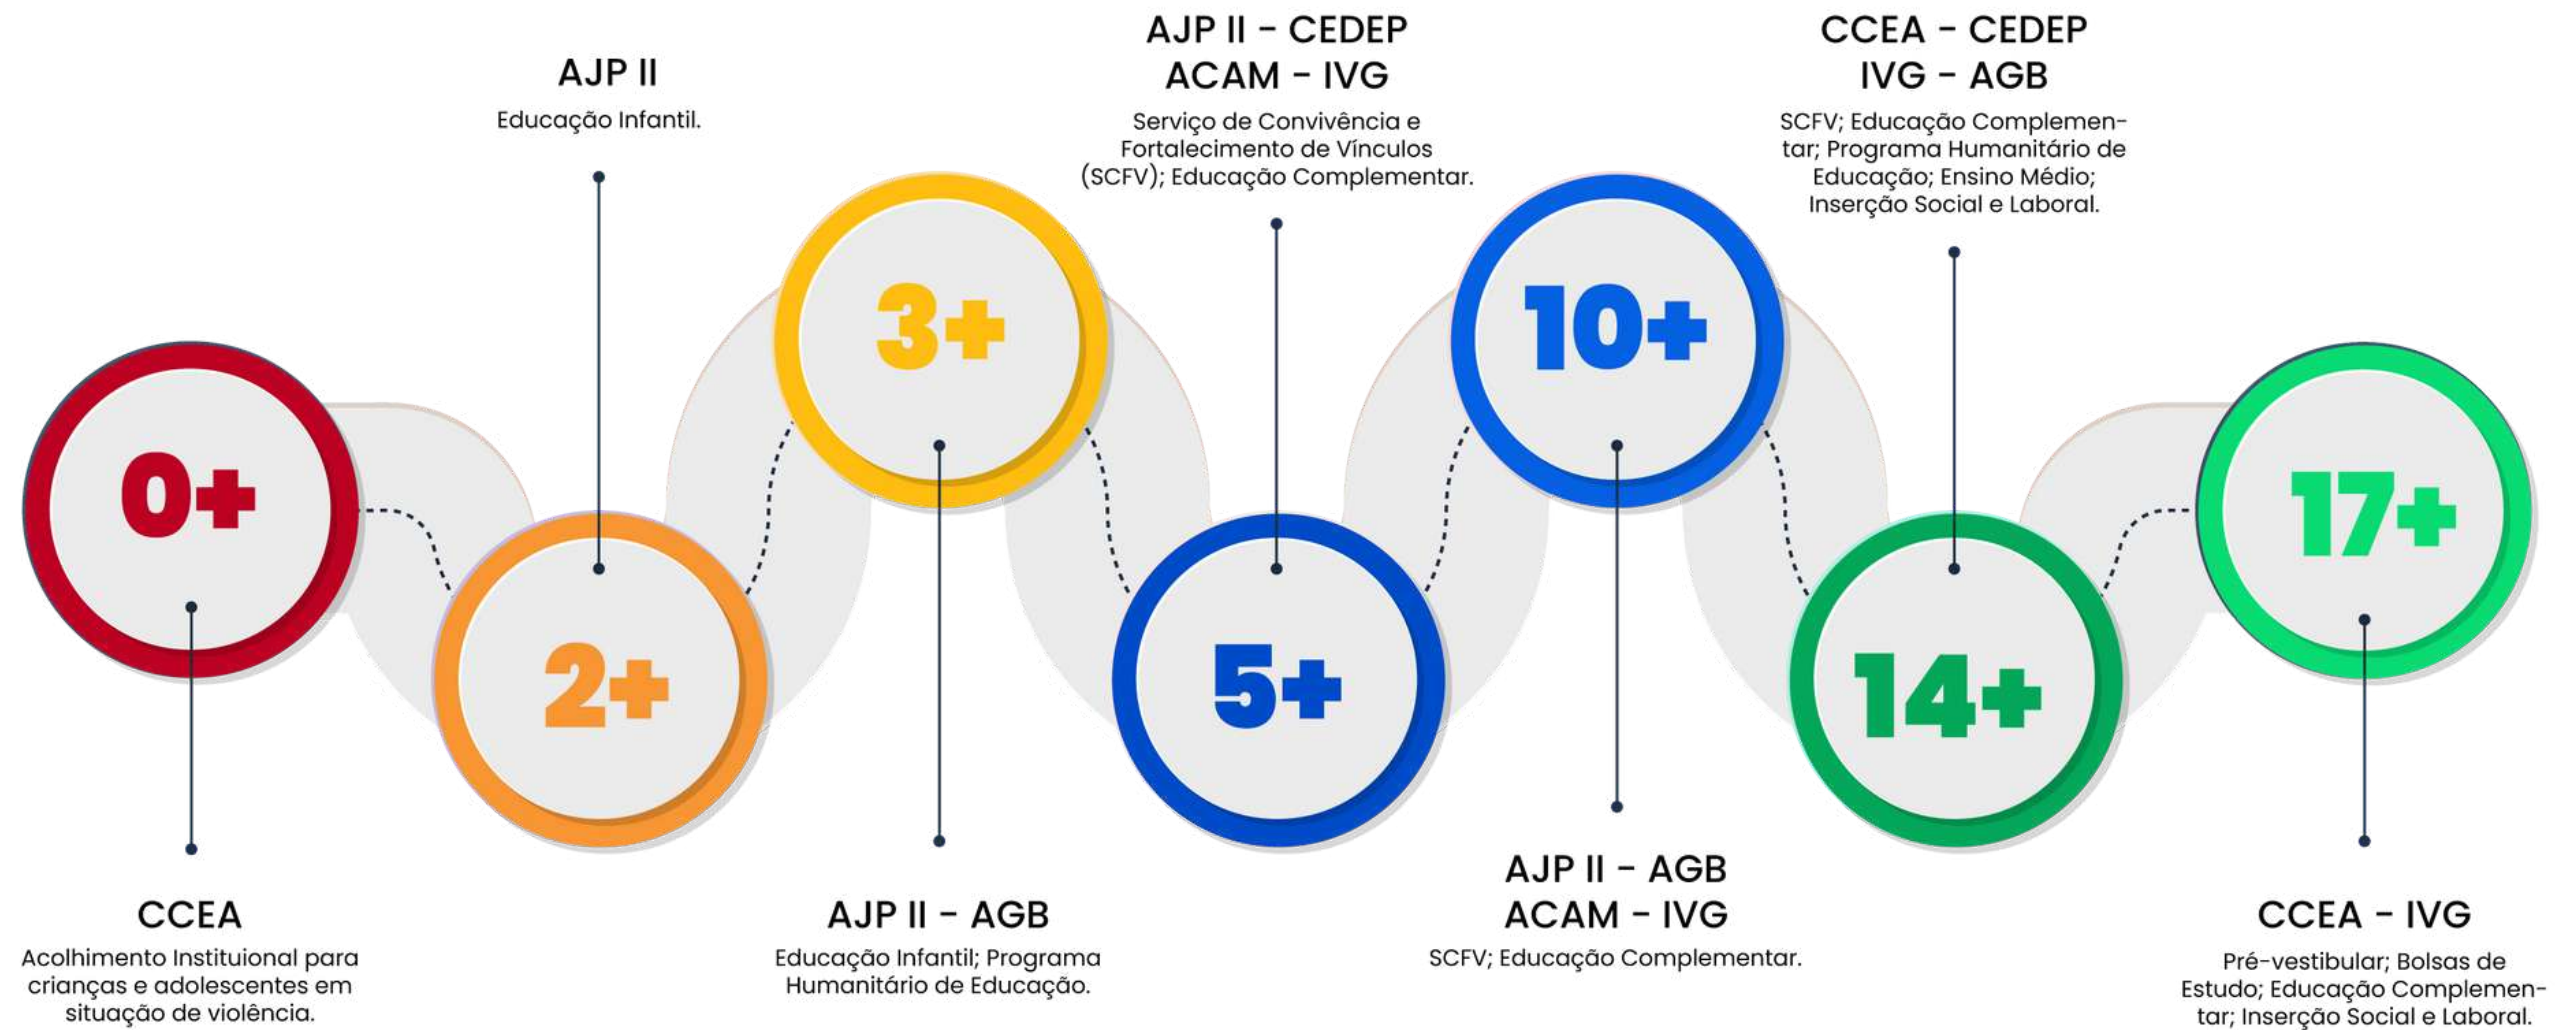 0+
CCEA
Acolhimento Instituional para
crianças e adolescentes em
situação de violência.
AJP II
Educação Infantil.
2+
3+
AJP II - AGB
Educação Infantil; Programa
Humanitário de Educação.
AJP II - CEDEP
ACAM - IVG
Serviço de Convivência e
Fortalecimento de Vínculos
(SCFV); Educação Complementar.
5+
10+
AJP II - AGB
ACAM - IVG
SCFV; Educação Complementar.
CCEA - CEDEP
IVG - AGB
SCFV; Educação Complemen-
tar; Programa Humanitário de
Educação; Ensino Médio;
Inserção Social e Laboral.
14+
17+
CCEA - IVG
Pré-vestibular; Bolsas de
Estudo; Educação Complemen-
tar; Inserção Social e Laboral.